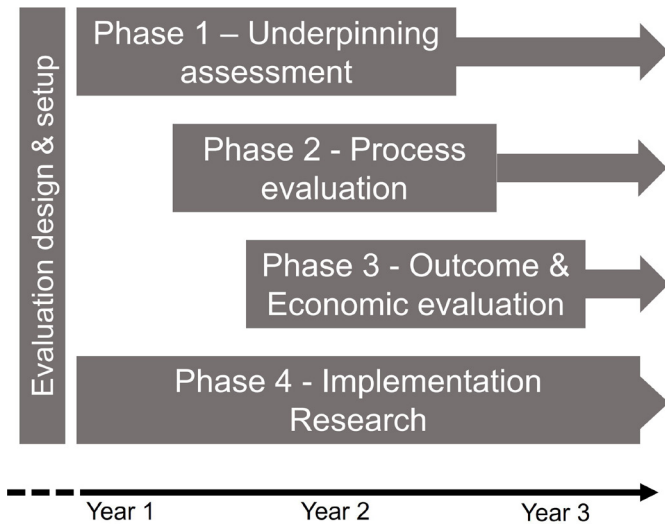 Evaluation design & setup
Phase 1 – Underpinning
assessment
Phase 2 - Process
evaluation
Phase 3 - Outcome &
Economic evaluation
Phase 4 - Implementation
Research
Year 1
Year 2
Year 3